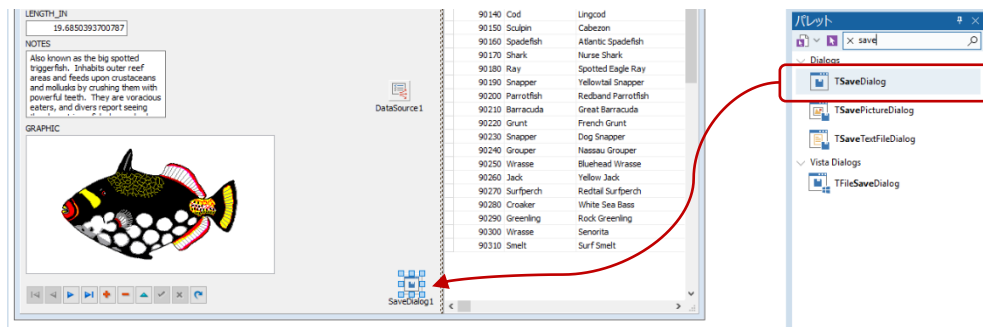 LENGTH_IN
19.6850393700787
NOTES
Also known as the big spotted
triggerfish. Inhabits outer reef
areas and feeds upon crustaceans
and mollusks by crushing them with
powerful teeth. They are voracious
eaters, and divers report seeing
GRAPHIC
DataSource1
SaveDialog1
90140 Cod Lingcod
90150 Sculpin Cabezon
90160 Spadefish Atlantic Spadefish
90170 Shark Nurse Shark
90180 Ray Spotted Eagle Ray
90190 Snapper Yellowtail Snapper
90200 Parrotfish Redband Parrotfish
90210 Barracuda Great Barracuda
90220 Grunt French Grunt
90230 Snapper Dog Snapper
90240 Grouper Nassau Grouper
90250 Wrasse Bluehead Wrasse
90260 Jack Yellow Jack
90270 Surfperch Redtail Surfperch
90280 Croaker White Sea Bass
90290 Greenling Rock Greenling
90300 Wrasse Senorita
90310 Smelt Surf Smelt
パレット
save
Dialogs
TSaveDialog
TSavePictureDialog
TSaveTextFileDialog
Vista Dialogs
TFileSaveDialog